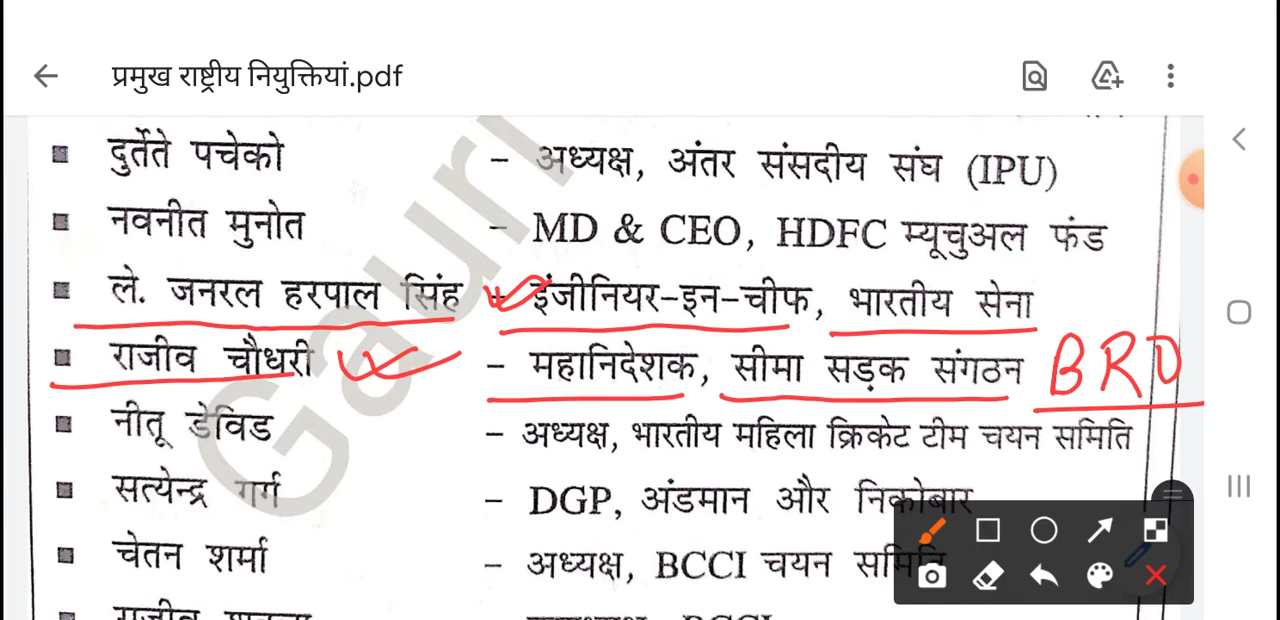 प्रमुख राष्ट्रीय नियुक्तियां.pdf
दुर्तेते पचेको – अध्यक्ष, अंतर संसदीय संघ (IPU)
नवनीत मुनोत – MD & CEO, HDFC म्यूचुअल फंड
ले. जनरल हरपाल सिंह – इंजीनियर-इन-चीफ, भारतीय सेना
राजीव चौधरी – महानिदेशक, सीमा सड़क संगठन BRO
नीतू डेविड – अध्यक्ष, भारतीय महिला क्रिकेट टीम चयन समिति
सत्येन्द्र गर्ग – DGP, अंडमान और निकोबार
चेतन शर्मा – अध्यक्ष, BCCI चयन समिति
Gauri